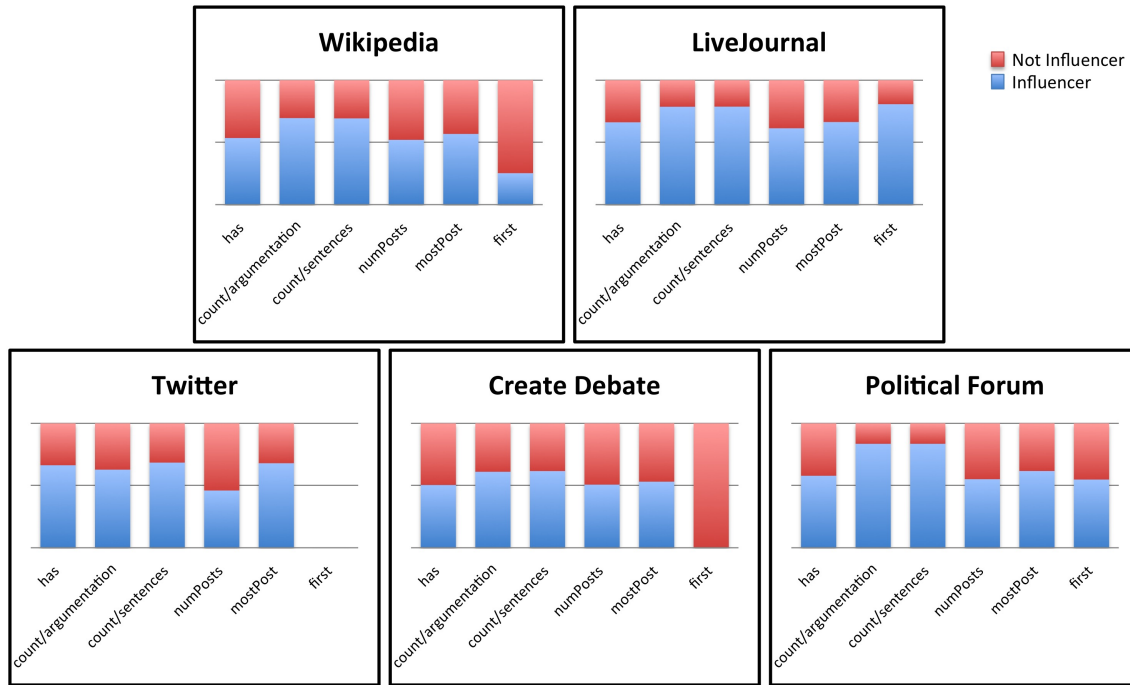 Wikipedia
has
count/argumentation
count/sentences
numPosts
mostPost
first
LiveJournal
has
count/argumentation
count/sentences
numPosts
mostPost
first
Not Influencer
Influencer
Twitter
has
count/argumentation
count/sentences
numPosts
mostPost
first
Create Debate
has
count/argumentation
count/sentences
numPosts
mostPost
first
Political Forum
has
count/argumentation
count/sentences
numPosts
mostPost
first